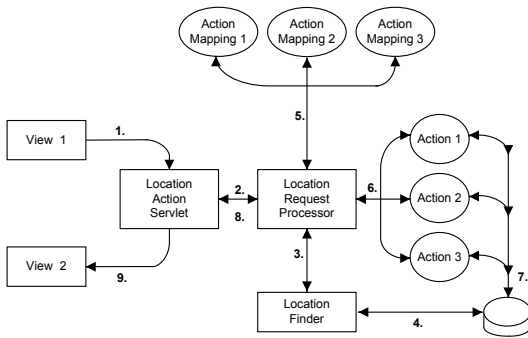 Action
Mapping 1
Action
Mapping 2
Action
Mapping 3
5.
View 1
1.
Location
Action
Servlet
2.
8.
Location
Request
Processor
6.
Action 1
Action 2
Action 3
View 2
9.
3.
7.
Location
Finder
4.